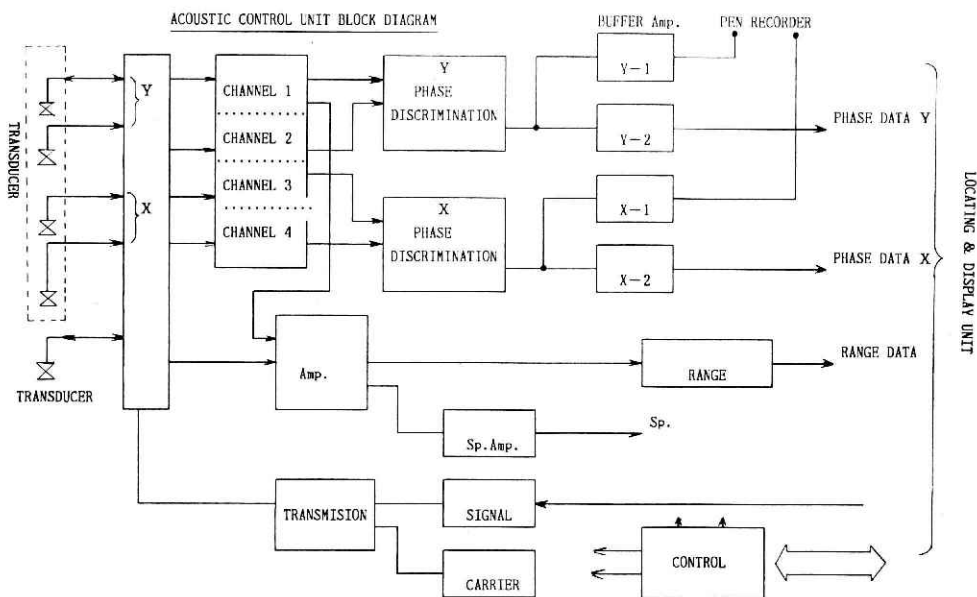 ACOUSTIC CONTROL UNIT BLOCK DIAGRAM
BUFFER Amp.
PEN RECORDER
TRANSDUCER
Y
X
TRANSDUCER
CHANNEL 1
CHANNEL 2
CHANNEL 3
CHANNEL 4
Y
PHASE
DISCRIMINATION
X
PHASE
DISCRIMINATION
Y-1
Y-2
X-1
X-2
PHASE DATA Y
PHASE DATA X
Amp.
RANGE
RANGE DATA
Sp.Amp.
Sp.
TRANSMISION
SIGNAL
CARRIER
CONTROL
LOCATING & DISPLAY UNIT